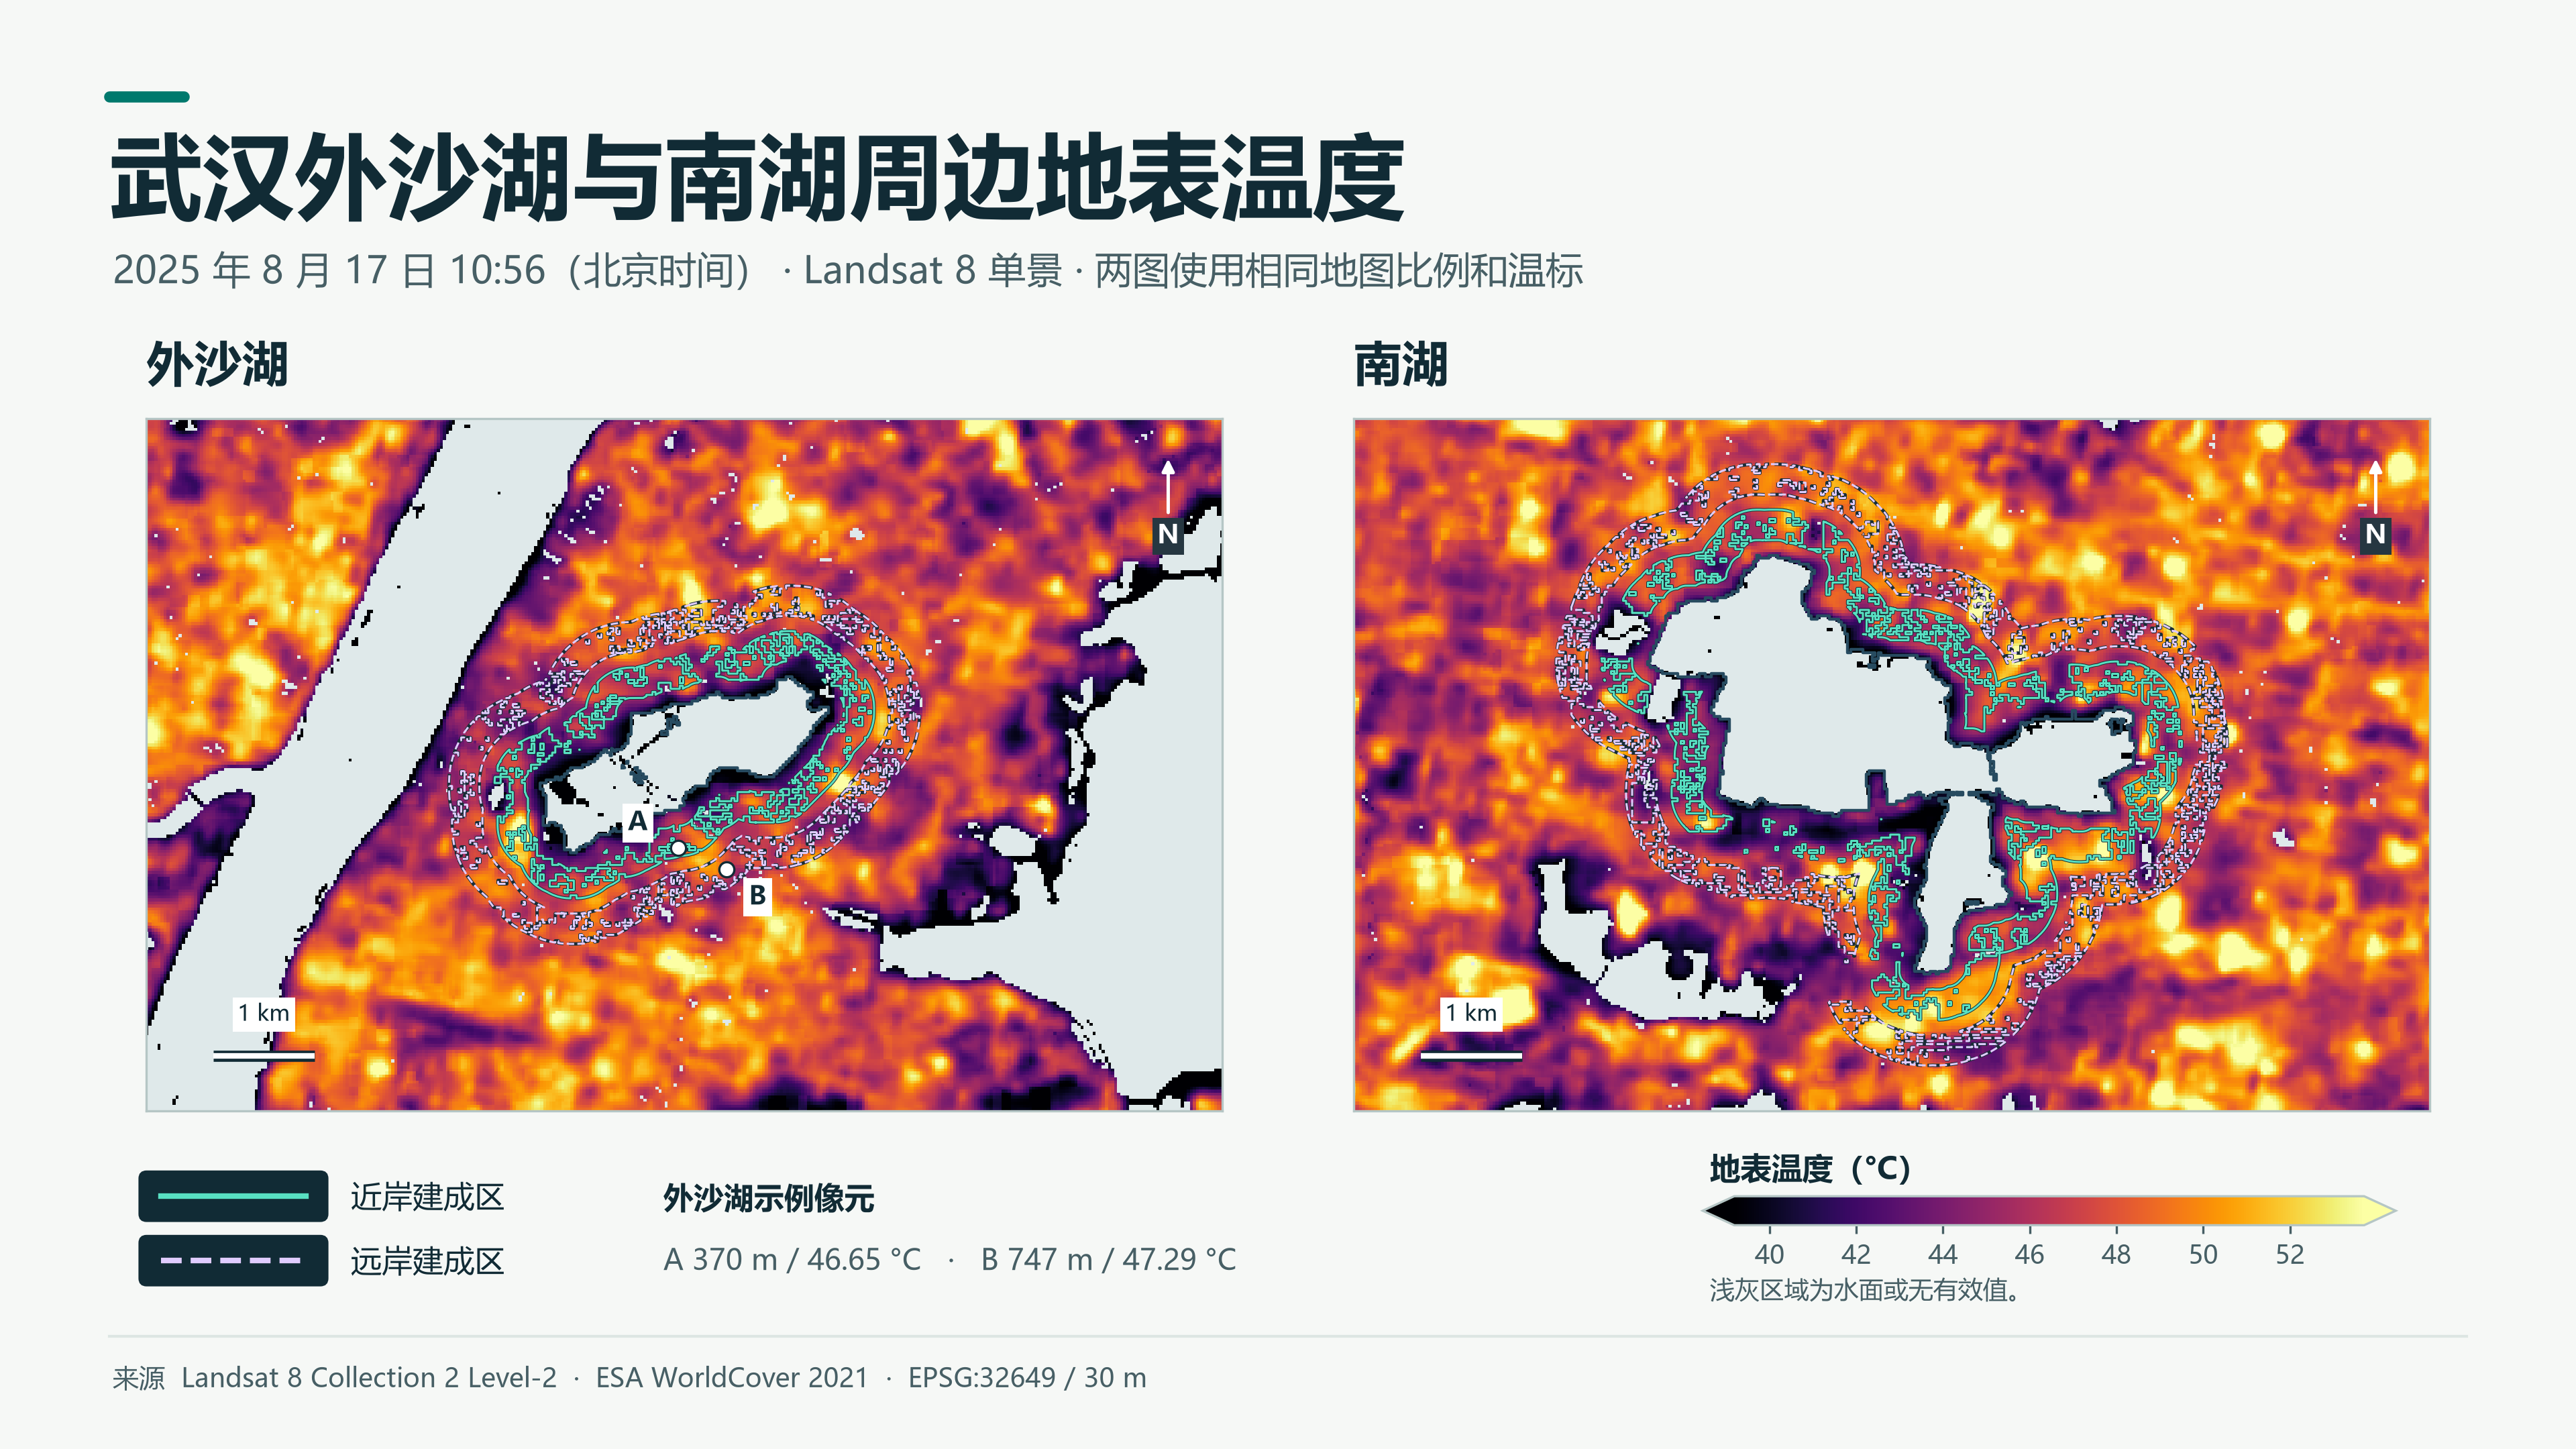 武汉外沙湖与南湖周边地表温度
2025 年 8 月 17 日 10:56（北京时间） · Landsat 8 单景 · 两图使用相同地图比例和温标
外沙湖
南湖
N
A
B
1 km
N
1 km
近岸建成区
远岸建成区
外沙湖示例像元
A 370 m / 46.65 °C · B 747 m / 47.29 °C
地表温度（°C）
40 42 44 46 48 50 52
浅灰区域为水面或无有效值。
来源 Landsat 8 Collection 2 Level-2 · ESA WorldCover 2021 · EPSG:32649 / 30 m